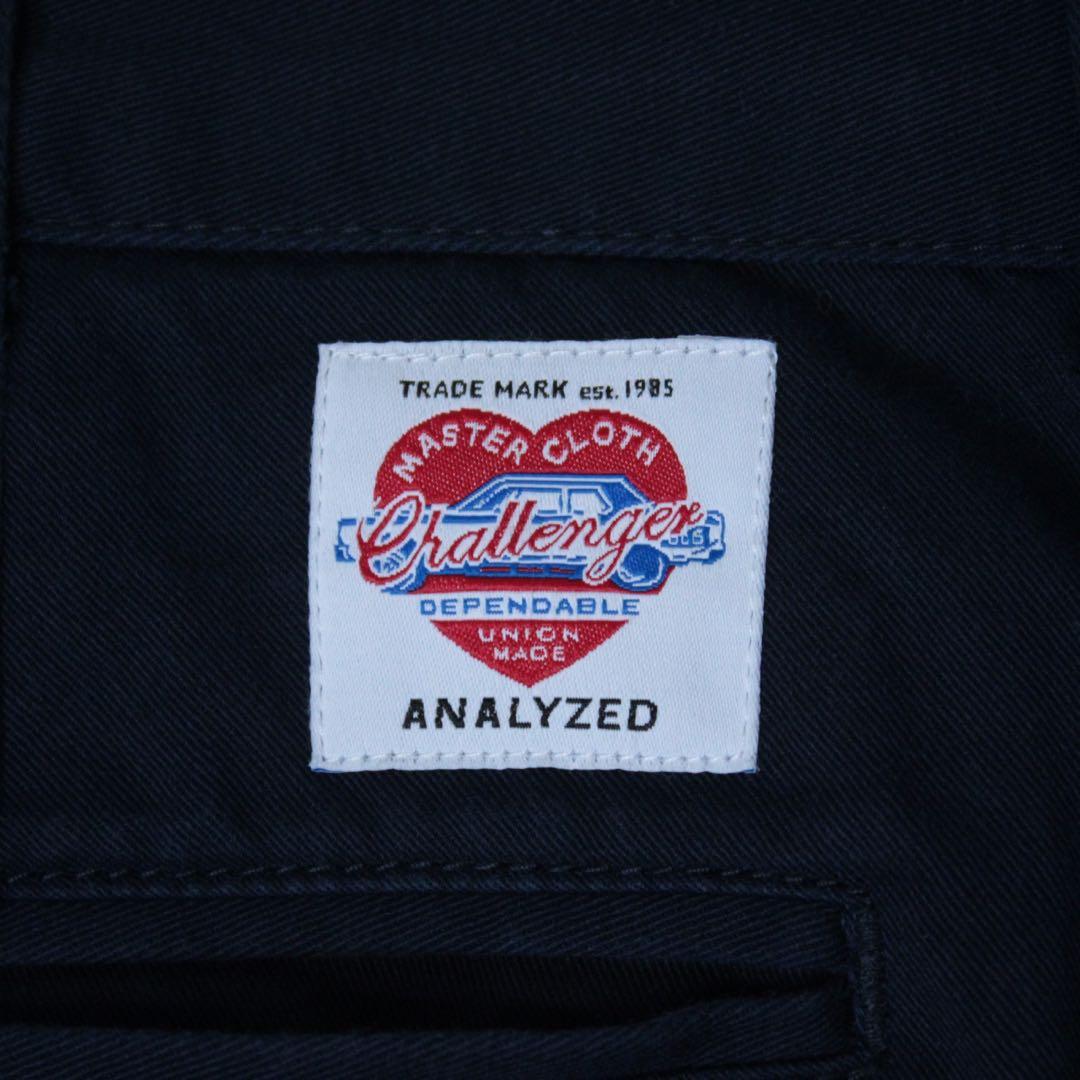 TRADE MARK est. 1985
MASTER CLOTH
Challenger
DEPENDABLE
UNION
MADE
ANALYZED